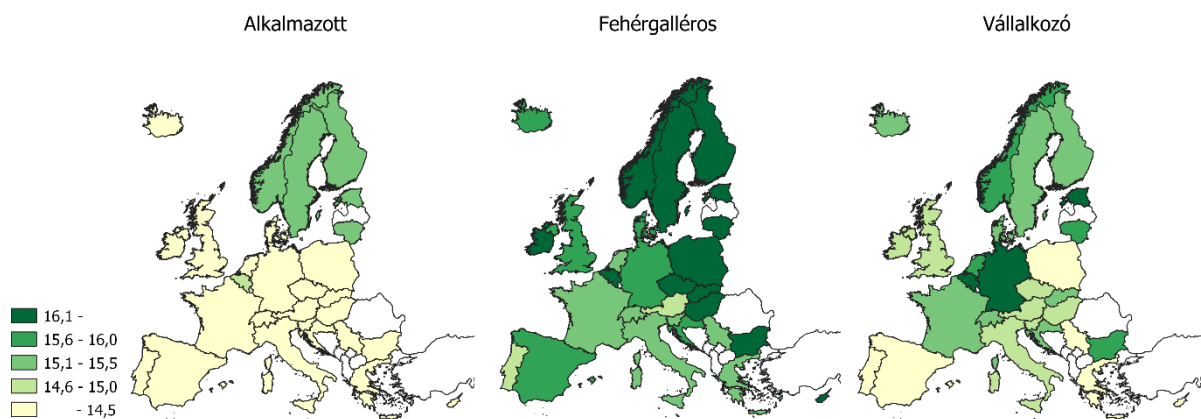 Alkalmazott
Fehérgalléros
Vállalkozó
16,1 -
15,6 - 16,0
15,1 - 15,5
14,6 - 15,0
- 14,5